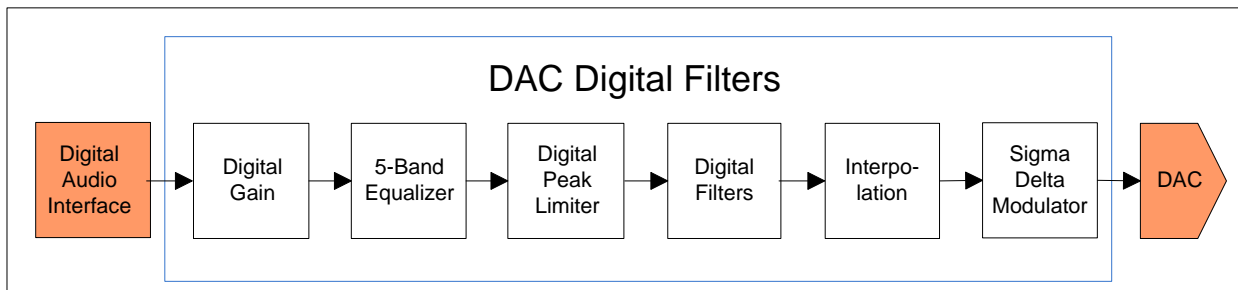 DAC Digital Filters
Digital
Audio
Interface
Digital
Gain
5-Band
Equalizer
Digital
Peak
Limiter
Digital
Filters
Interpo-
lation
Sigma
Delta
Modulator
DAC